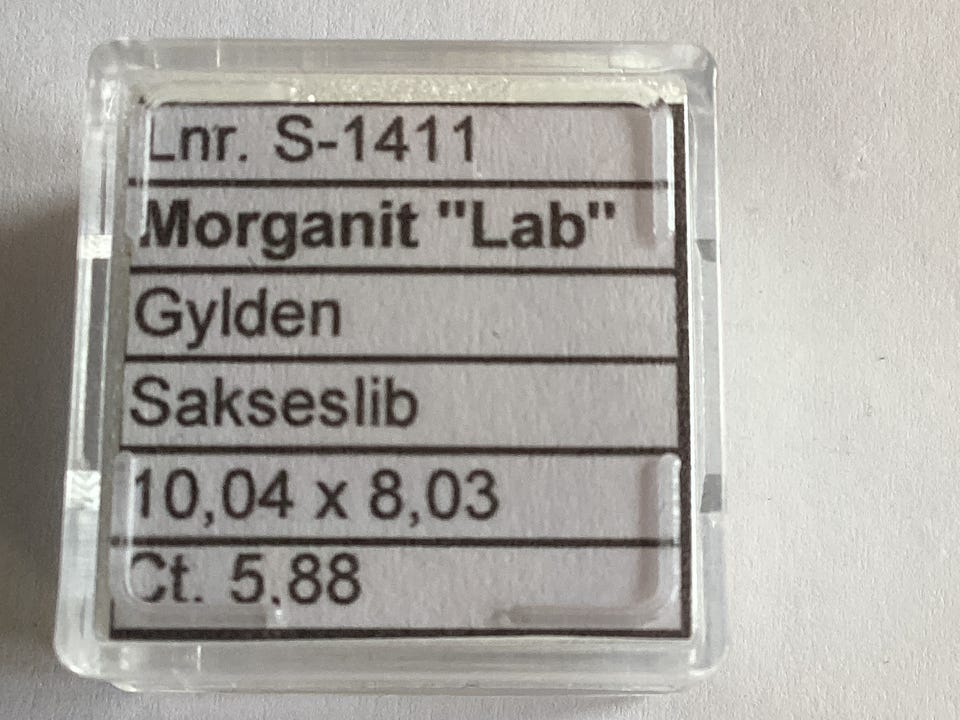 Lnr. S-1411
Morganit "Lab"
Gylden
Sakseslib
10,04 x 8,03
Ct. 5.88